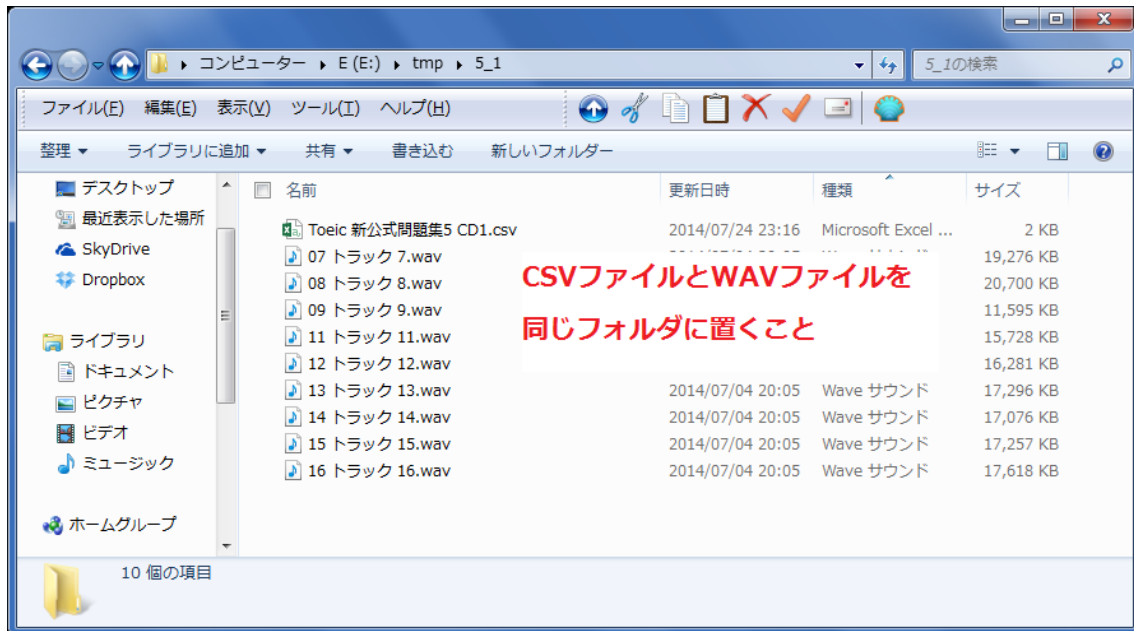 コンピューター ▸ E (E:) ▸ tmp ▸ 5_1
5_1の検索
ファイル(F) 編集(E) 表示(V) ツール(T) ヘルプ(H)
整理 ライブラリに追加 共有 書き込む 新しいフォルダー
デスクトップ
最近表示した場所
SkyDrive
Dropbox
ライブラリ
ドキュメント
ピクチャ
ビデオ
ミュージック
ホームグループ
名前 更新日時 種類 サイズ
Toeic 新公式問題集5 CD1.csv 2014/07/24 23:16 Microsoft Excel ... 2 KB
07 トラック 7.wav 19,276 KB
08 トラック 8.wav 20,700 KB
09 トラック 9.wav 11,595 KB
11 トラック 11.wav 15,728 KB
12 トラック 12.wav 16,281 KB
13 トラック 13.wav 2014/07/04 20:05 Wave サウンド 17,296 KB
14 トラック 14.wav 2014/07/04 20:05 Wave サウンド 17,076 KB
15 トラック 15.wav 2014/07/04 20:05 Wave サウンド 17,257 KB
16 トラック 16.wav 2014/07/04 20:05 Wave サウンド 17,618 KB
CSVファイルとWAVファイルを
同じフォルダに置くこと
10 個の項目